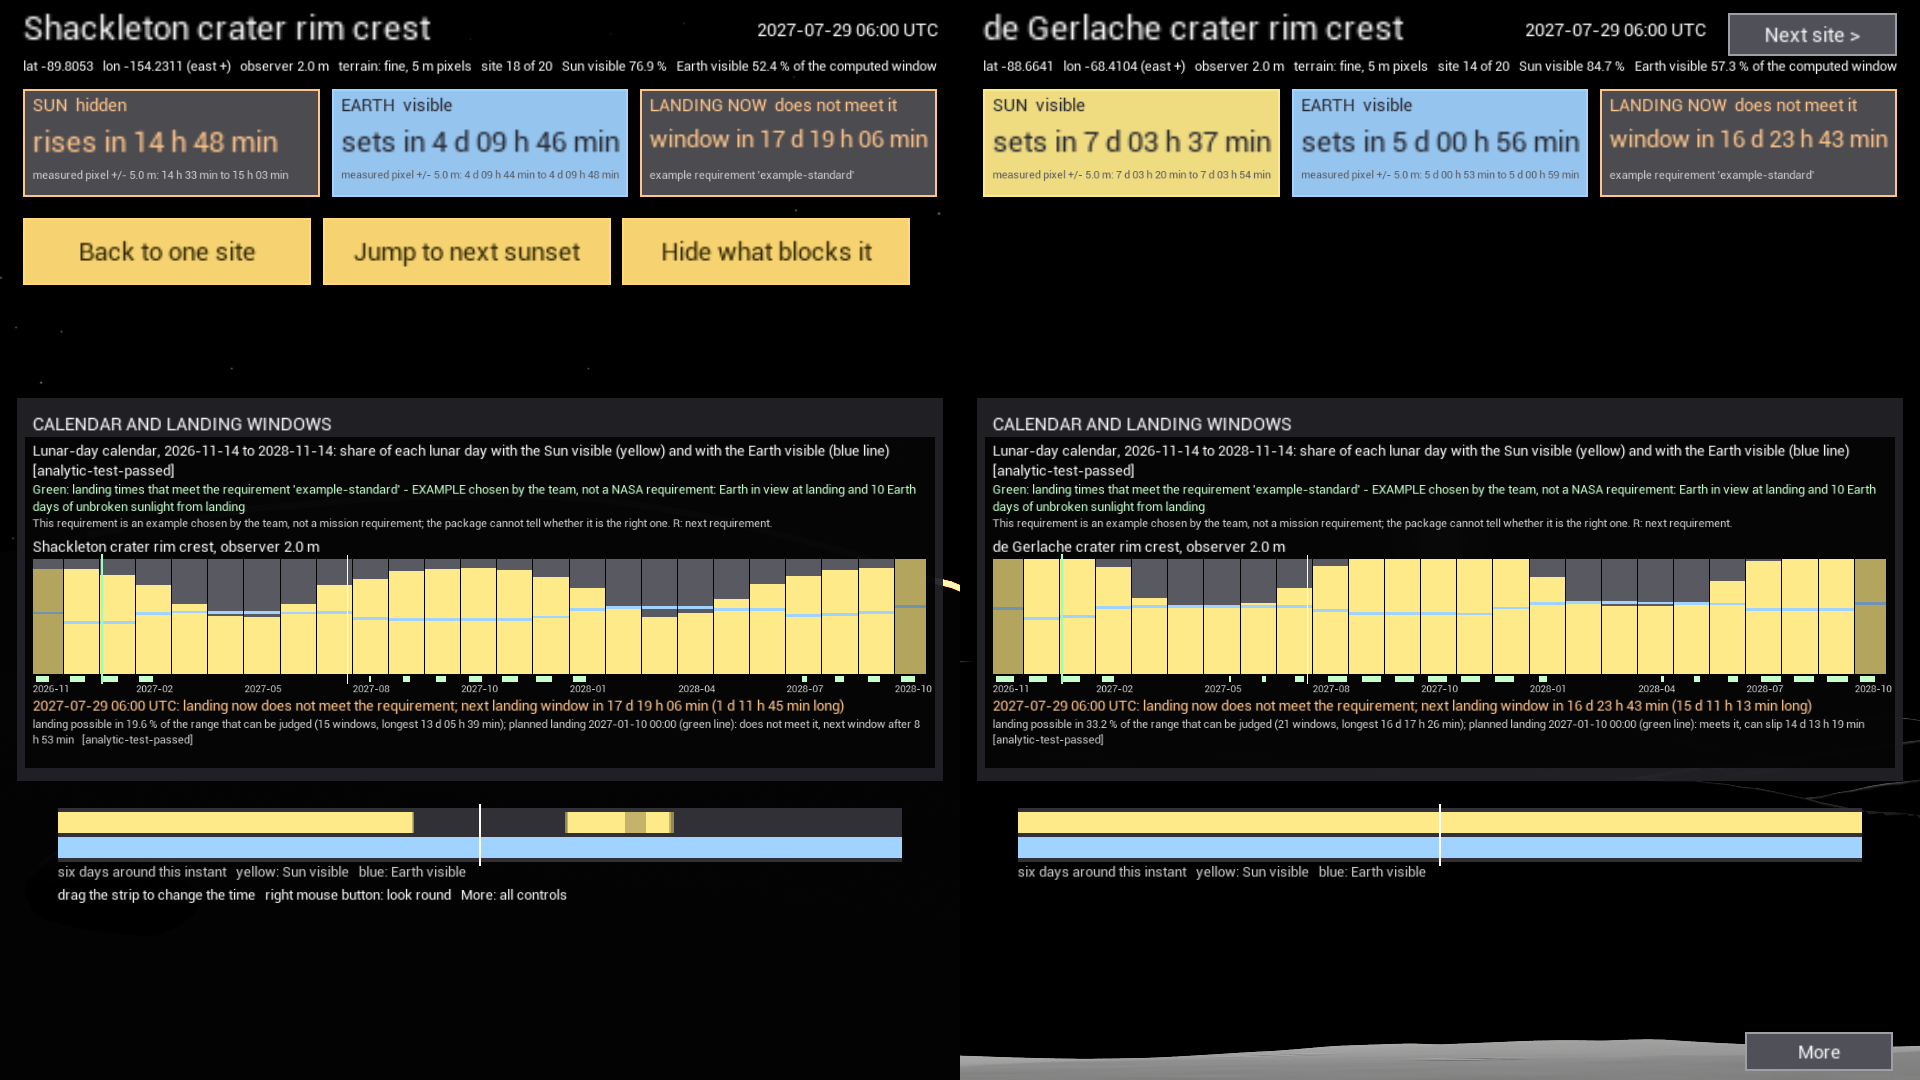 Shackleton crater rim crest
2027-07-29 06:00 UTC
lat -89.8053 lon -154.2311 (east +) observer 2.0 m terrain: fine, 5 m pixels site 18 of 20 Sun visible 76.9 % Earth visible 52.4 % of the computed window
SUN hidden
rises in 14 h 48 min
measured pixel +/- 5.0 m: 14 h 33 min to 15 h 03 min
EARTH visible
sets in 4 d 09 h 46 min
measured pixel +/- 5.0 m: 4 d 09 h 44 min to 4 d 09 h 48 min
LANDING NOW does not meet it
window in 17 d 19 h 06 min
example requirement 'example-standard'
Back to one site
Jump to next sunset
Hide what blocks it
CALENDAR AND LANDING WINDOWS
Lunar-day calendar, 2026-11-14 to 2028-11-14: share of each lunar day with the Sun visible (yellow) and with the Earth visible (blue line)
[analytic-test-passed]
Green: landing times that meet the requirement 'example-standard' - EXAMPLE chosen by the team, not a NASA requirement: Earth in view at landing and 10 Earth
days of unbroken sunlight from landing
This requirement is an example chosen by the team, not a mission requirement; the package cannot tell whether it is the right one. R: next requirement.
Shackleton crater rim crest, observer 2.0 m
2026-11 2027-02 2027-05 2027-08 2027-10 2028-01 2028-04 2028-07 2028-10
2027-07-29 06:00 UTC: landing now does not meet the requirement; next landing window in 17 d 19 h 06 min (1 d 11 h 45 min long)
landing possible in 19.6 % of the range that can be judged (15 windows, longest 13 d 05 h 39 min); planned landing 2027-01-10 00:00 (green line): does not meet it, next window after 8
h 53 min [analytic-test-passed]
six days around this instant yellow: Sun visible blue: Earth visible
drag the strip to change the time right mouse button: look round More: all controls
de Gerlache crater rim crest
2027-07-29 06:00 UTC
Next site >
lat -88.6641 lon -68.4104 (east +) observer 2.0 m terrain: fine, 5 m pixels site 14 of 20 Sun visible 84.7 % Earth visible 57.3 % of the computed window
SUN visible
sets in 7 d 03 h 37 min
measured pixel +/- 5.0 m: 7 d 03 h 20 min to 7 d 03 h 54 min
EARTH visible
sets in 5 d 00 h 56 min
measured pixel +/- 5.0 m: 5 d 00 h 53 min to 5 d 00 h 59 min
LANDING NOW does not meet it
window in 16 d 23 h 43 min
example requirement 'example-standard'
CALENDAR AND LANDING WINDOWS
Lunar-day calendar, 2026-11-14 to 2028-11-14: share of each lunar day with the Sun visible (yellow) and with the Earth visible (blue line)
[analytic-test-passed]
Green: landing times that meet the requirement 'example-standard' - EXAMPLE chosen by the team, not a NASA requirement: Earth in view at landing and 10 Earth
days of unbroken sunlight from landing
This requirement is an example chosen by the team, not a mission requirement; the package cannot tell whether it is the right one. R: next requirement.
de Gerlache crater rim crest, observer 2.0 m
2026-11 2027-02 2027-05 2027-08 2027-10 2028-01 2028-04 2028-07 2028-10
2027-07-29 06:00 UTC: landing now does not meet the requirement; next landing window in 16 d 23 h 43 min (15 d 11 h 13 min long)
landing possible in 33.2 % of the range that can be judged (21 windows, longest 16 d 17 h 26 min); planned landing 2027-01-10 00:00 (green line): meets it, can slip 14 d 13 h 19 min
[analytic-test-passed]
six days around this instant yellow: Sun visible blue: Earth visible
More